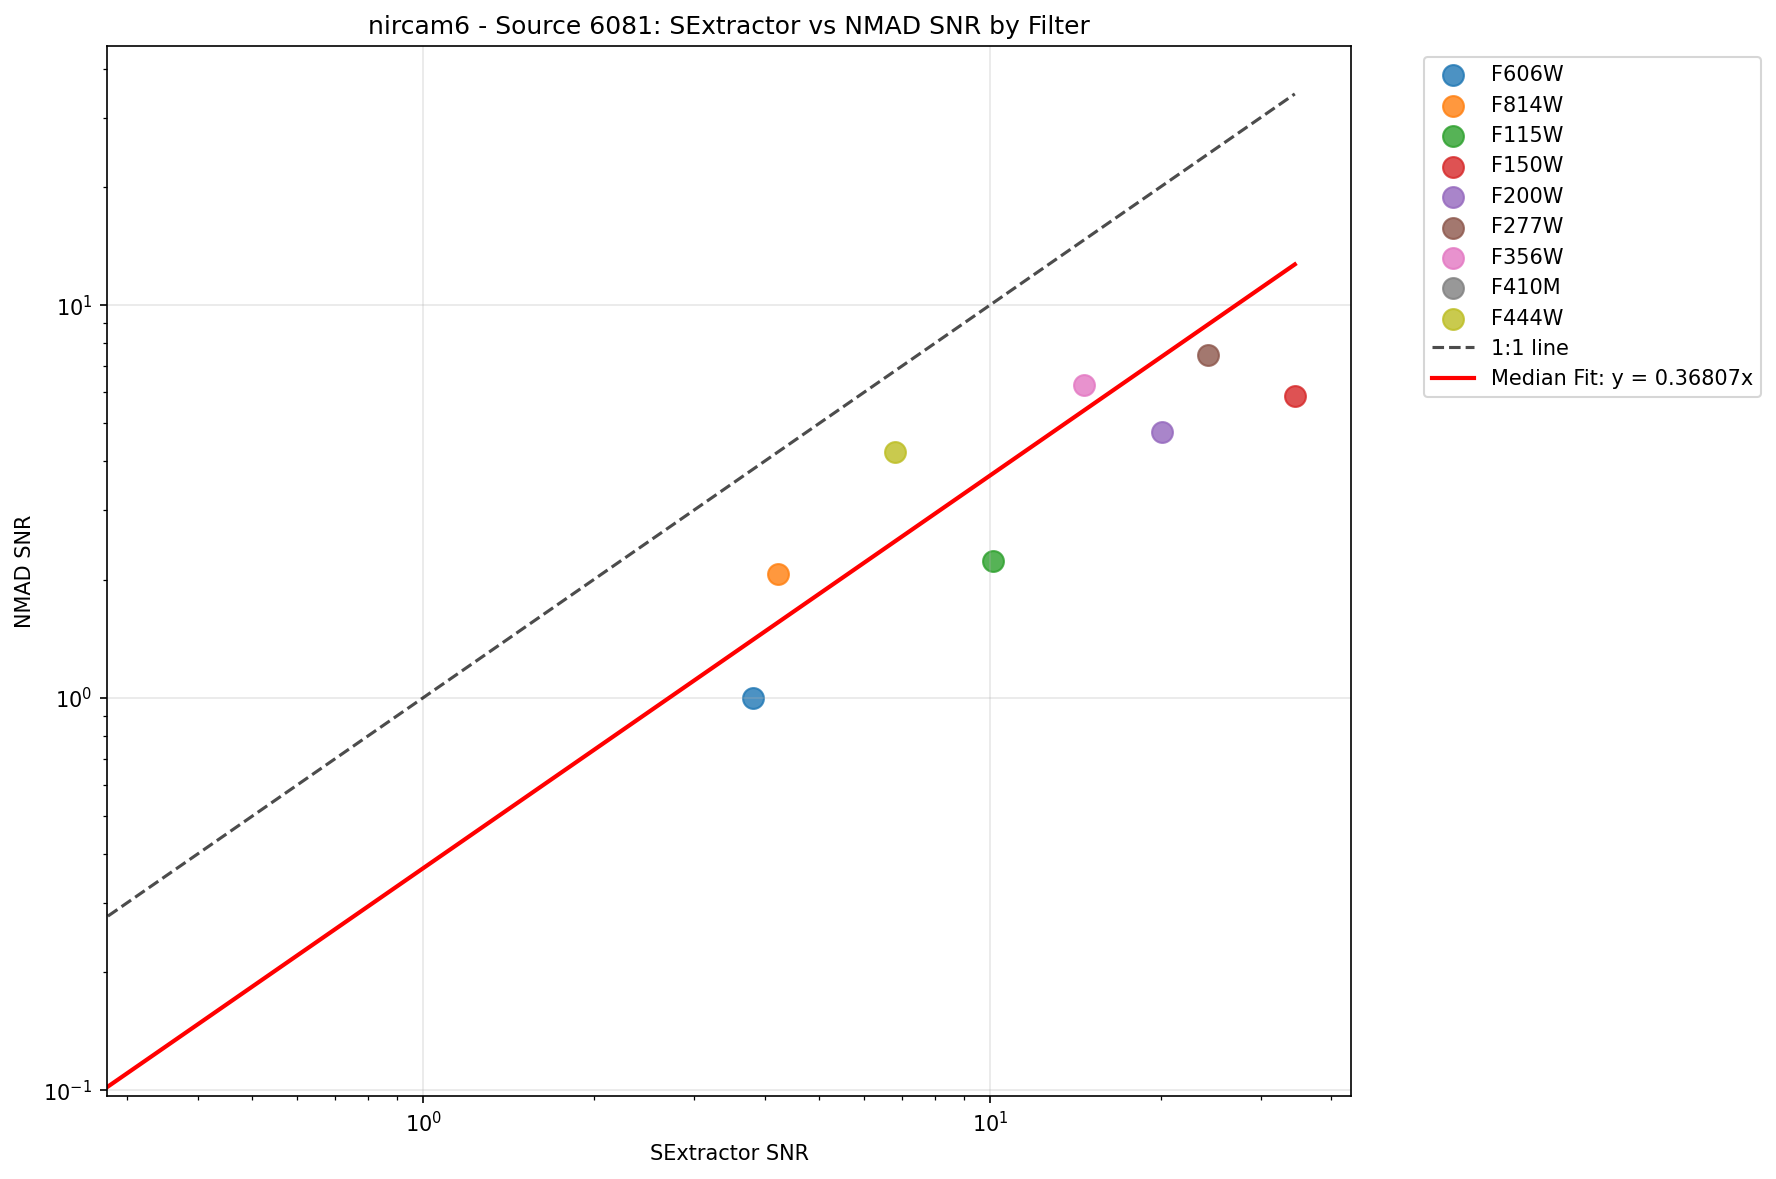 nircam6 - Source 6081: SExtractor vs NMAD SNR by Filter
F606W
F814W
F115W
F150W
F200W
F277W
F356W
F410M
F444W
1:1 line
Median Fit: y = 0.36807x
NMAD SNR
10¹
10⁰
10⁻¹
10⁰
10¹
SExtractor SNR